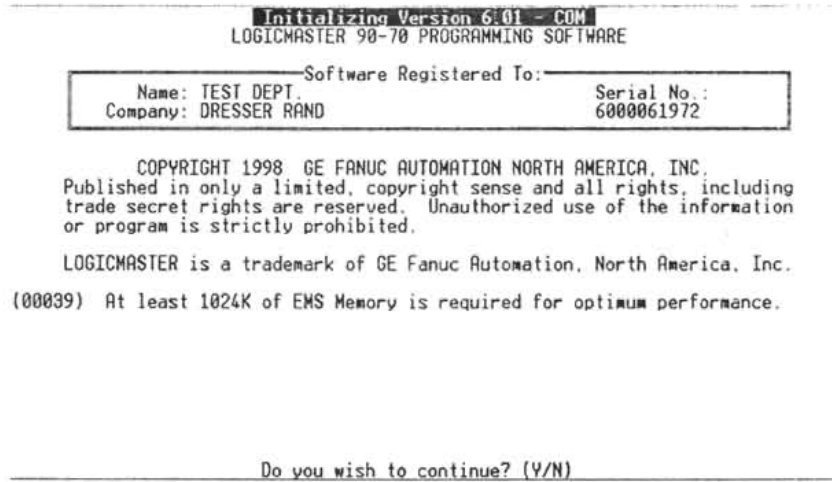 Initializing Version 6.01 - COM
LOGICMASTER 90-70 PROGRAMMING SOFTWARE
Software Registered To:
Name: TEST DEPT. Serial No.:
Company: DRESSER RAND 6000061972
COPYRIGHT 1998 GE FANUC AUTOMATION NORTH AMERICA, INC.
Published in only a limited, copyright sense and all rights, including
trade secret rights are reserved. Unauthorized use of the information
or program is strictly prohibited.
LOGICMASTER is a trademark of GE Fanuc Automation, North America, Inc.
(00039) At least 1024K of EMS Memory is required for optimum performance.
Do you wish to continue? (Y/N)